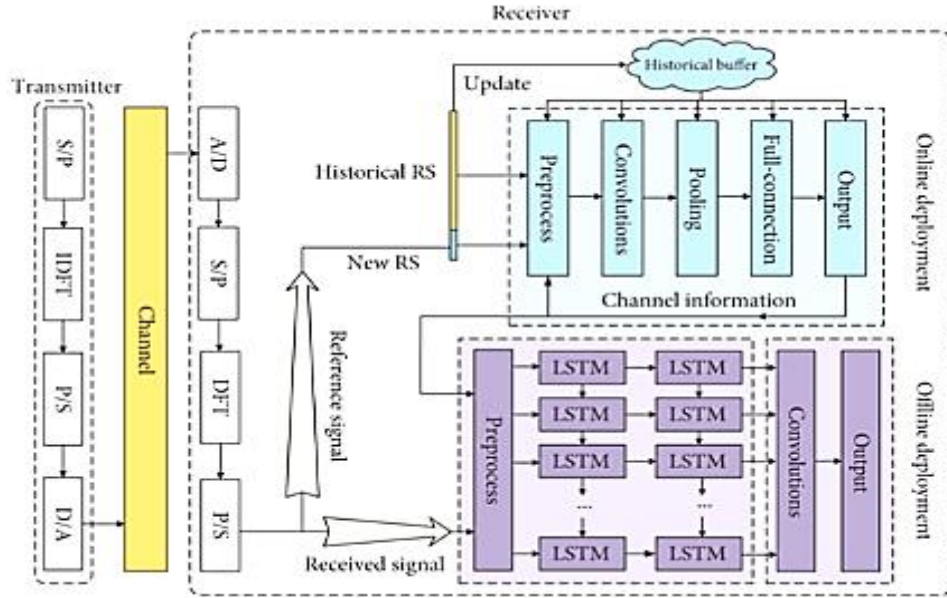 Receiver
Transmitter
S/P
IDFT
P/S
D/A
Channel
A/D
S/P
DFT
P/S
Update
Historical buffer
Historical RS
New RS
Reference signal
Received signal
Preprocess
Convolutions
Pooling
Full-connection
Output
Channel information
Online deployment
Preprocess
LSTM
LSTM
LSTM
LSTM
LSTM
LSTM
...
...
LSTM
LSTM
Convolutions
Output
Offline deployment